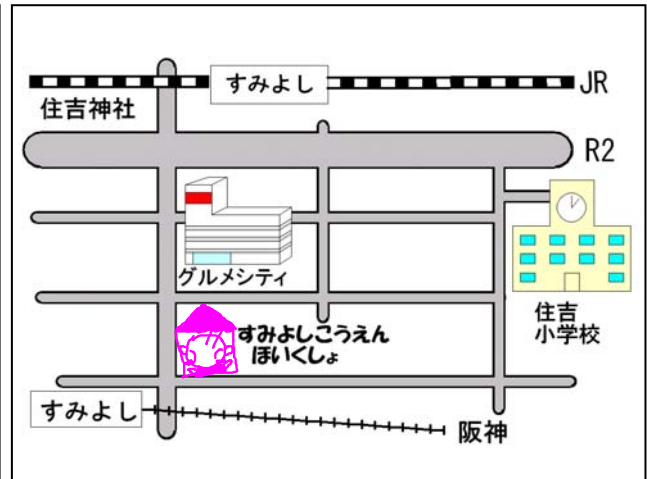 すみよし
JR
住吉神社
R2
グルメシティ
住吉
小学校
すみよしこうえん
ほいくしょ
すみよし
阪神